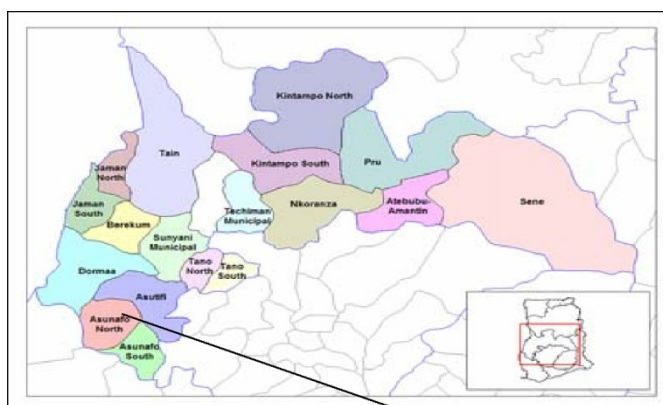 Kintampo North
Tain
Jaman
North
Kintampo South
Pru
Jaman
South
Techiman
Municipal
Nkoranza
Atebubu-
Amantin
Sene
Berekum
Sunyani
Municipal
Dormaa
Tano
North
Tano
South
Asutifi
Asunafo
North
Asunafo
South